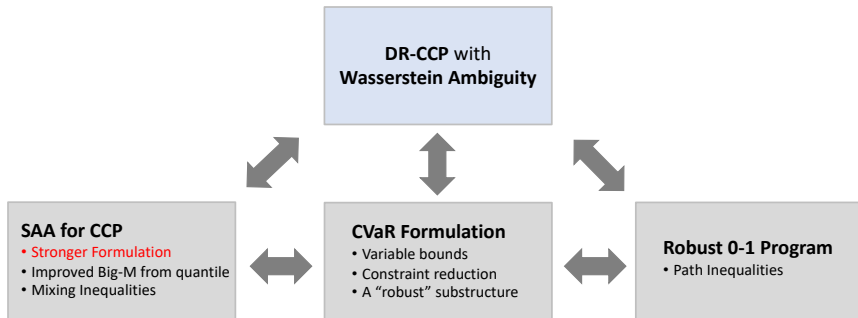 DR-CCP with
Wasserstein Ambiguity
SAA for CCP
• Stronger Formulation
• Improved Big-M from quantile
• Mixing Inequalities
CVaR Formulation
• Variable bounds
• Constraint reduction
• A “robust” substructure
Robust 0-1 Program
• Path Inequalities